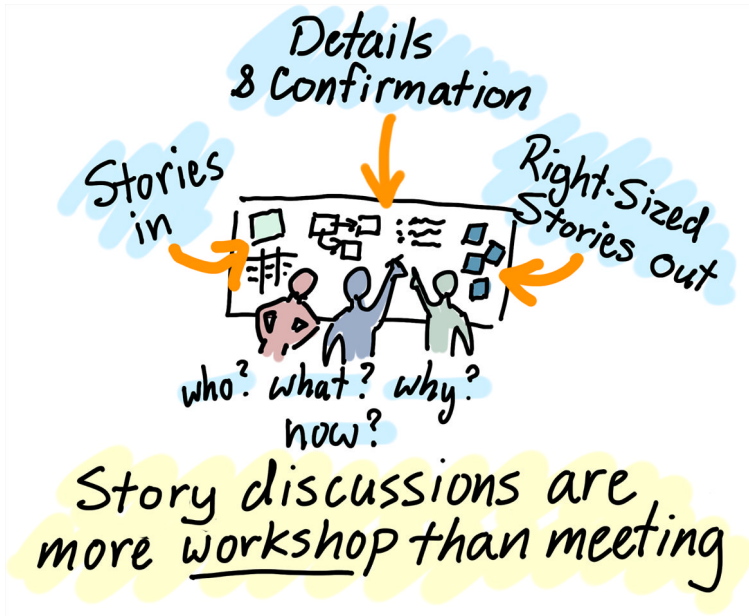 Details
& Confirmation
Stories
in
Right-Sized
Stories Out
who? what? why?
how?
Story discussions are
more workshop than meeting